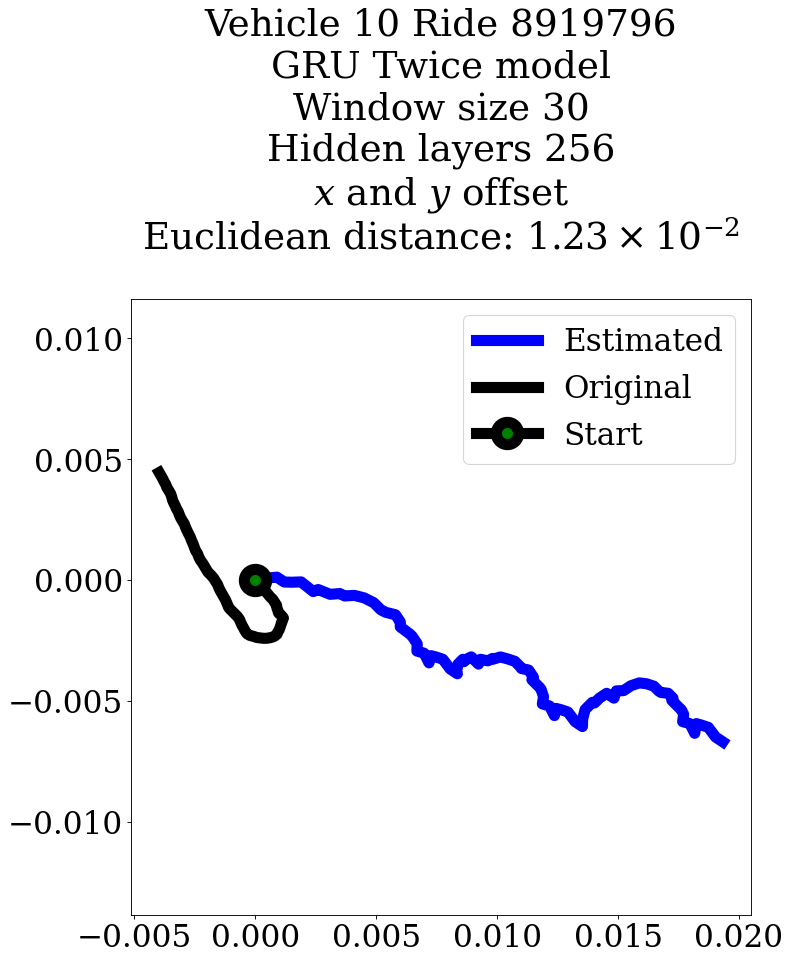 Vehicle 10 Ride 8919796
GRU Twice model
Window size 30
Hidden layers 256
x and y offset
Euclidean distance: 1.23 × 10⁻²
Estimated
Original
Start
0.010
0.005
0.000
−0.005
−0.010
−0.005 0.000 0.005 0.010 0.015 0.020